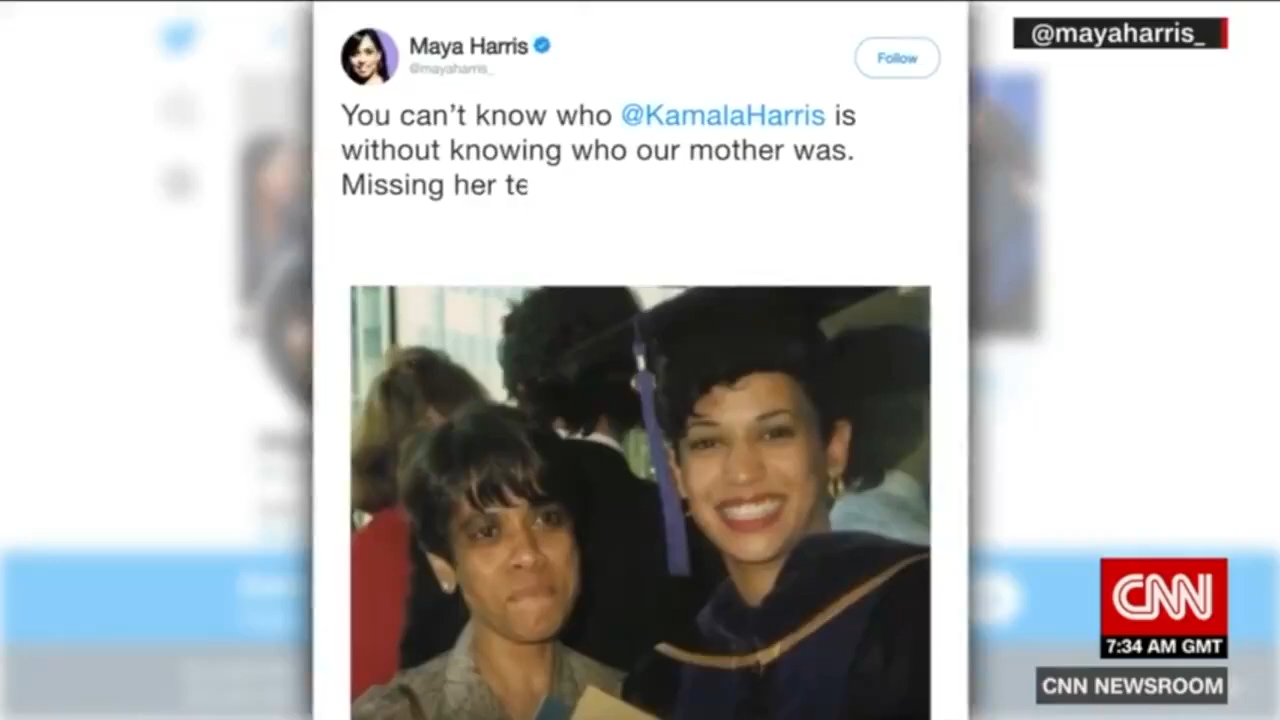 @mayaharris_
Maya Harris
@mayaharris_
Follow
You can't know who @KamalaHarris is
without knowing who our mother was.
Missing her te
CNN
7:34 AM GMT
CNN NEWSROOM